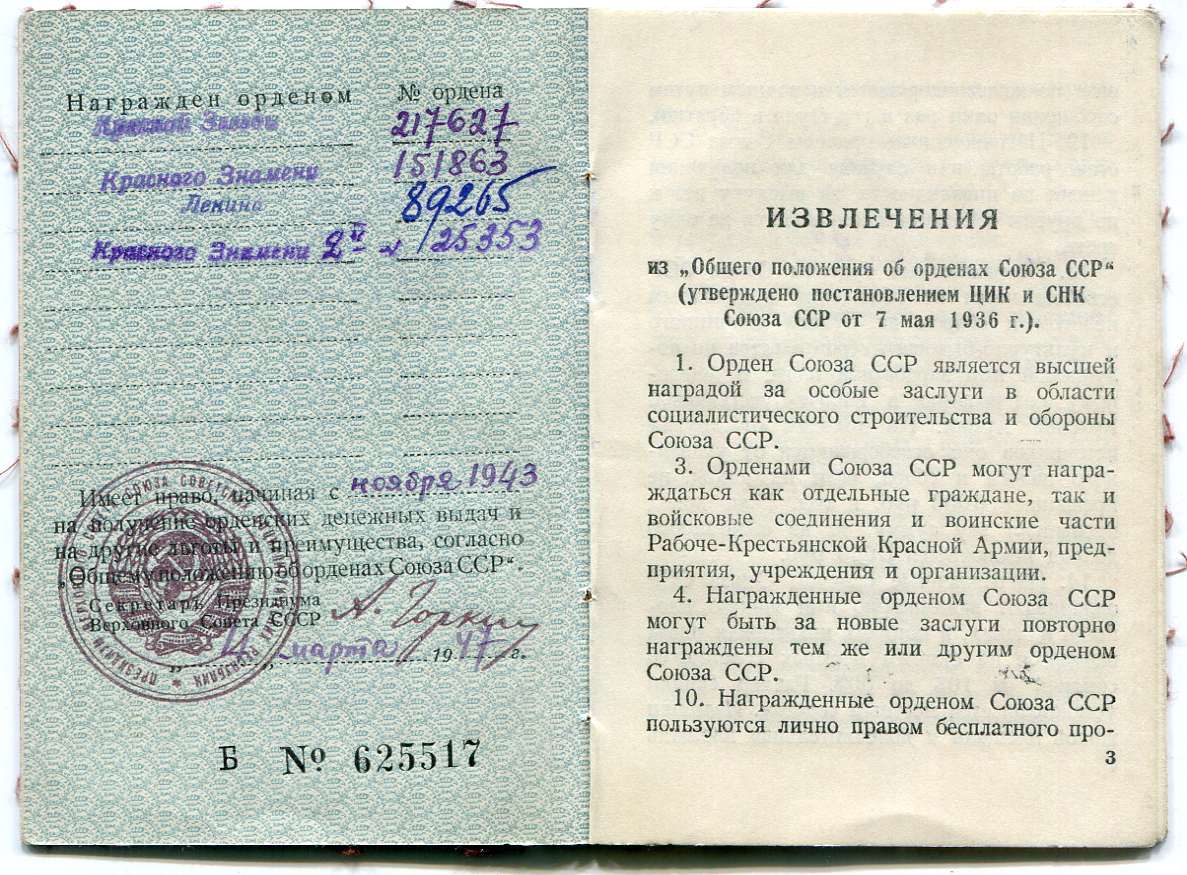 Награжден орденом № ордена
Красной Звезды 217627
Красного Знамени 151863
Ленина 89265
Красного Знамени 2й № 25353
Имеет право, начиная с ноября 1943
на получение орденских денежных выдач и
на другие льготы и преимущества, согласно
„Общему положению об орденах Союза ССР“.
Секретарь Президиума
Верховного Совета СССР А. Горкин
„ 4 „ марта 1947 г.
Б № 625517
ИЗВЛЕЧЕНИЯ
из „Общего положения об орденах Союза ССР“
(утверждено постановлением ЦИК и СНК
Союза ССР от 7 мая 1936 г.).
1. Орден Союза ССР является высшей
наградой за особые заслуги в области
социалистического строительства и обороны
Союза ССР.
3. Орденами Союза ССР могут награ-
ждаться как отдельные граждане, так и
войсковые соединения и воинские части
Рабоче-Крестьянской Красной Армии, пред-
приятия, учреждения и организации.
4. Награжденные орденом Союза ССР
могут быть за новые заслуги повторно
награждены тем же или другим орденом
Союза ССР.
10. Награжденные орденом Союза ССР
пользуются лично правом бесплатного про-
3